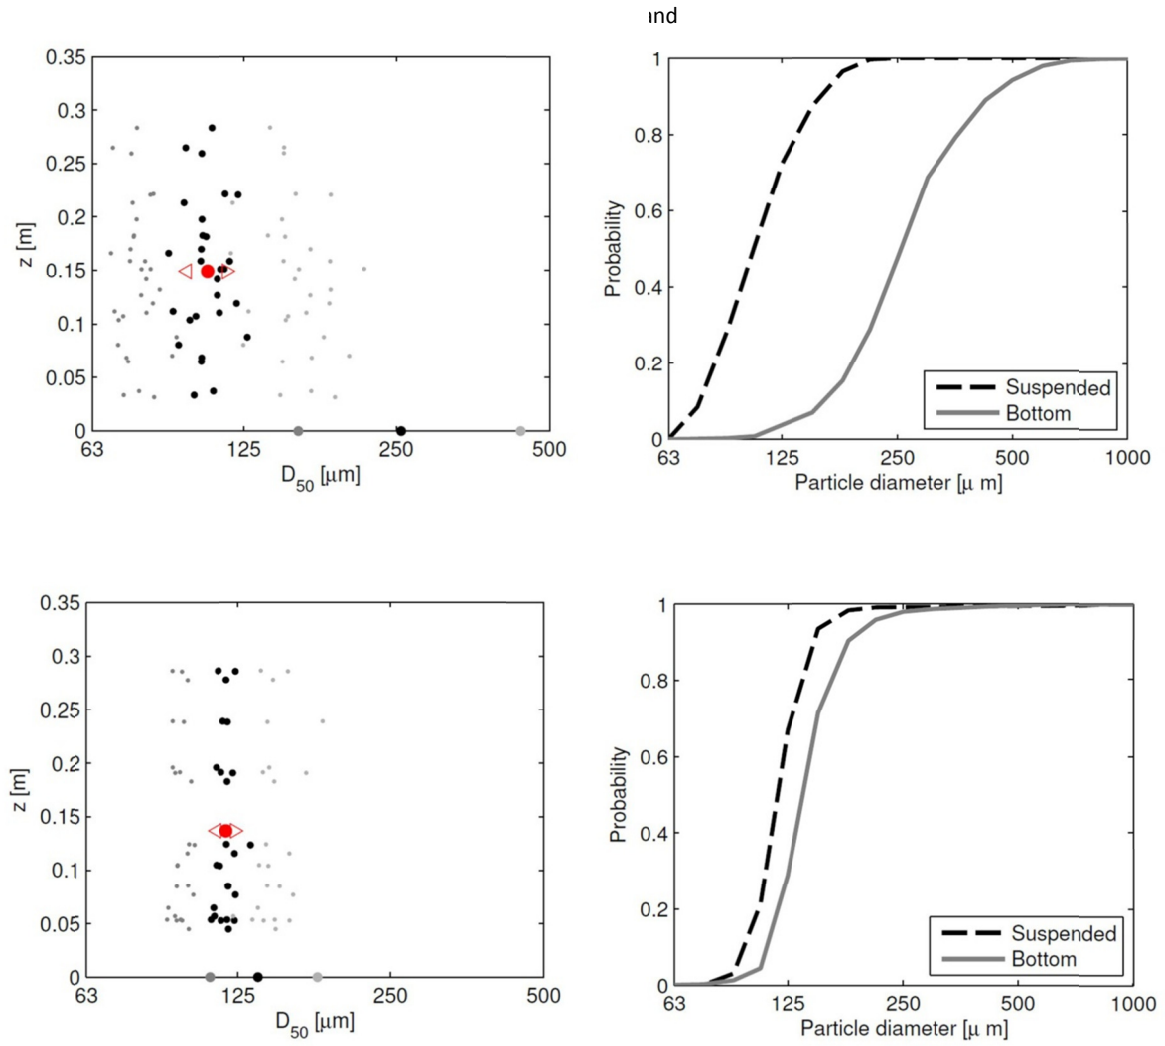 and
0.35
0.3
0.25
0.2
0.15
0.1
0.05
0
z [m]
63 125 250 500
D50 [μm]
1
0.8
0.6
0.4
0.2
0
Probability
Suspended
Bottom
63 125 250 500 1000
Particle diameter [μ m]
0.35
0.3
0.25
0.2
0.15
0.1
0.05
0
z [m]
63 125 250 500
D50 [μm]
1
0.8
0.6
0.4
0.2
0
Probability
Suspended
Bottom
63 125 250 500 1000
Particle diameter [μ m]